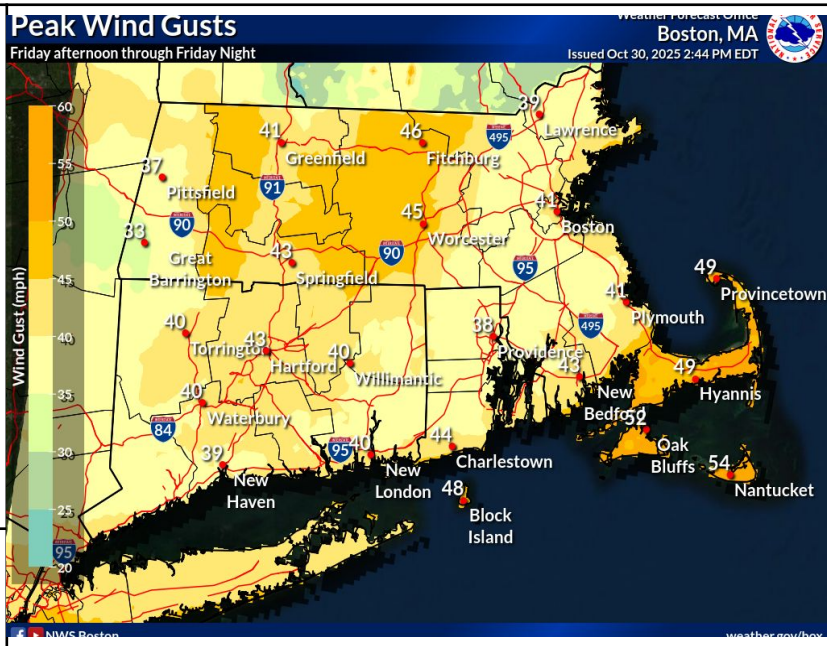 Peak Wind Gusts
Friday afternoon through Friday Night
Weather Forecast Office
Boston, MA
Issued Oct 30, 2025 2:44 PM EDT
NATIONAL
SERVICE
Wind Gust (mph)
60
55
50
45
40
35
30
25
20
39
Lawrence
41
Greenfield
46
Fitchburg
495
37
Pittsfield
91
33
Great
Barrington
90
43
Springfield
90
45
Worcester
41
Boston
95
49
Provincetown
41
Plymouth
495
40
Torrington
43
Hartford
40
Willimantic
38
Providence
43
New
Bedford
49
Hyannis
40
Waterbury
84
52
Oak
Bluffs
39
New
Haven
95
40
New
London
44
Charlestown
54
Nantucket
48
Block
Island
95
NWS Boston
weather.gov/box